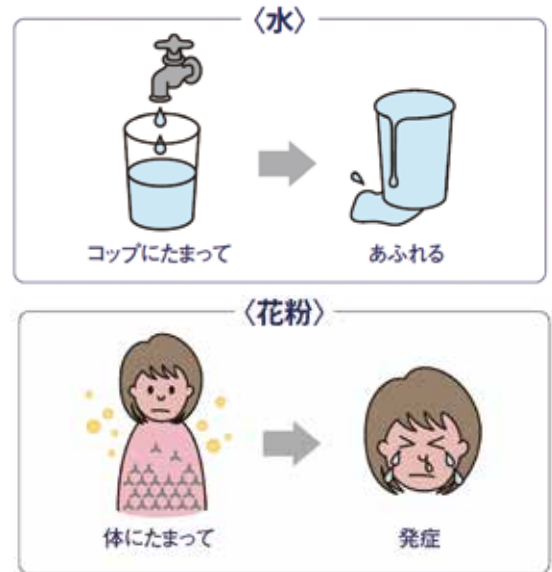 〈水〉
コップにたまって
あふれる
〈花粉〉
体にたまって
発症